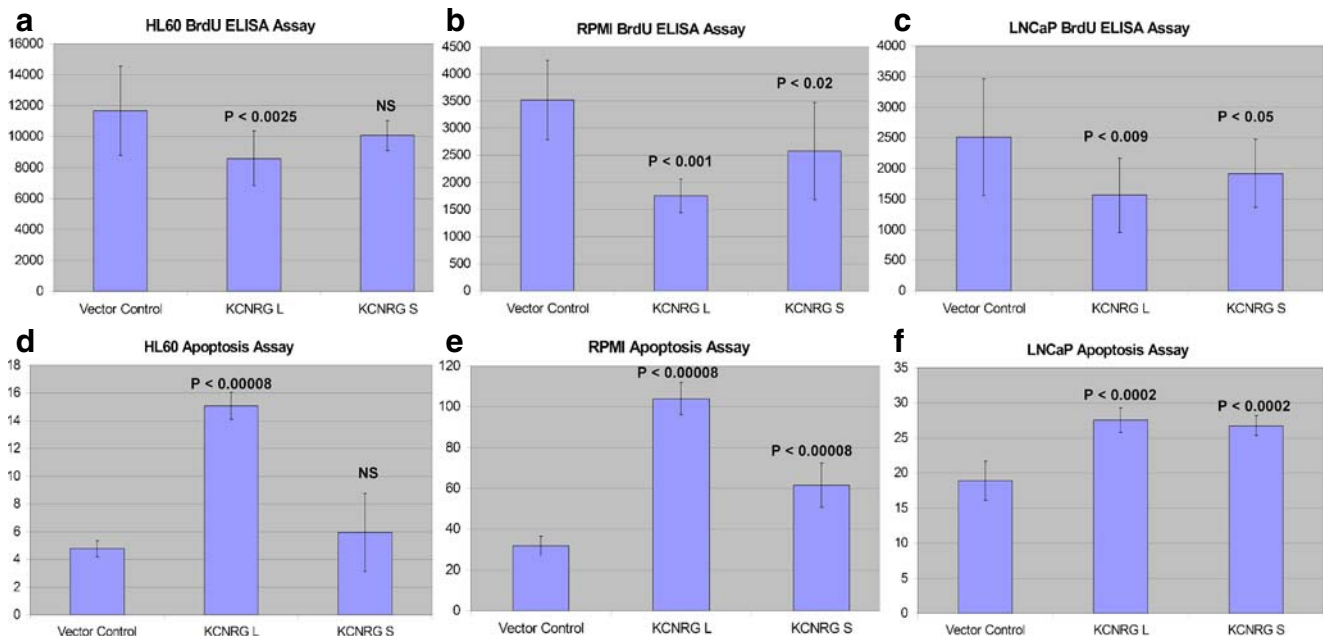 a
HL60 BrdU ELISA Assay
16000
14000
12000
10000
8000
6000
4000
2000
0
P < 0.0025
NS
Vector Control KCNRG L KCNRG S
b
RPMI BrdU ELISA Assay
4500
4000
3500
3000
2500
2000
1500
1000
500
0
P < 0.001
P < 0.02
Vector Control KCNRG L KCNRG S
c
LNCaP BrdU ELISA Assay
4000
3500
3000
2500
2000
1500
1000
500
0
P < 0.009
P < 0.05
Vector Control KCNRG L KCNRG S
d
HL60 Apoptosis Assay
18
16
14
12
10
8
6
4
2
0
P < 0.00008
NS
Vector Control KCNRG L KCNRG S
e
RPMI Apoptosis Assay
120
100
80
60
40
20
0
P < 0.00008
P < 0.00008
Vector Control KCNRG L KCNRG S
f
LNCaP Apoptosis Assay
35
30
25
20
15
10
5
0
P < 0.0002
P < 0.0002
Vector Control KCNRG L KCNRG S